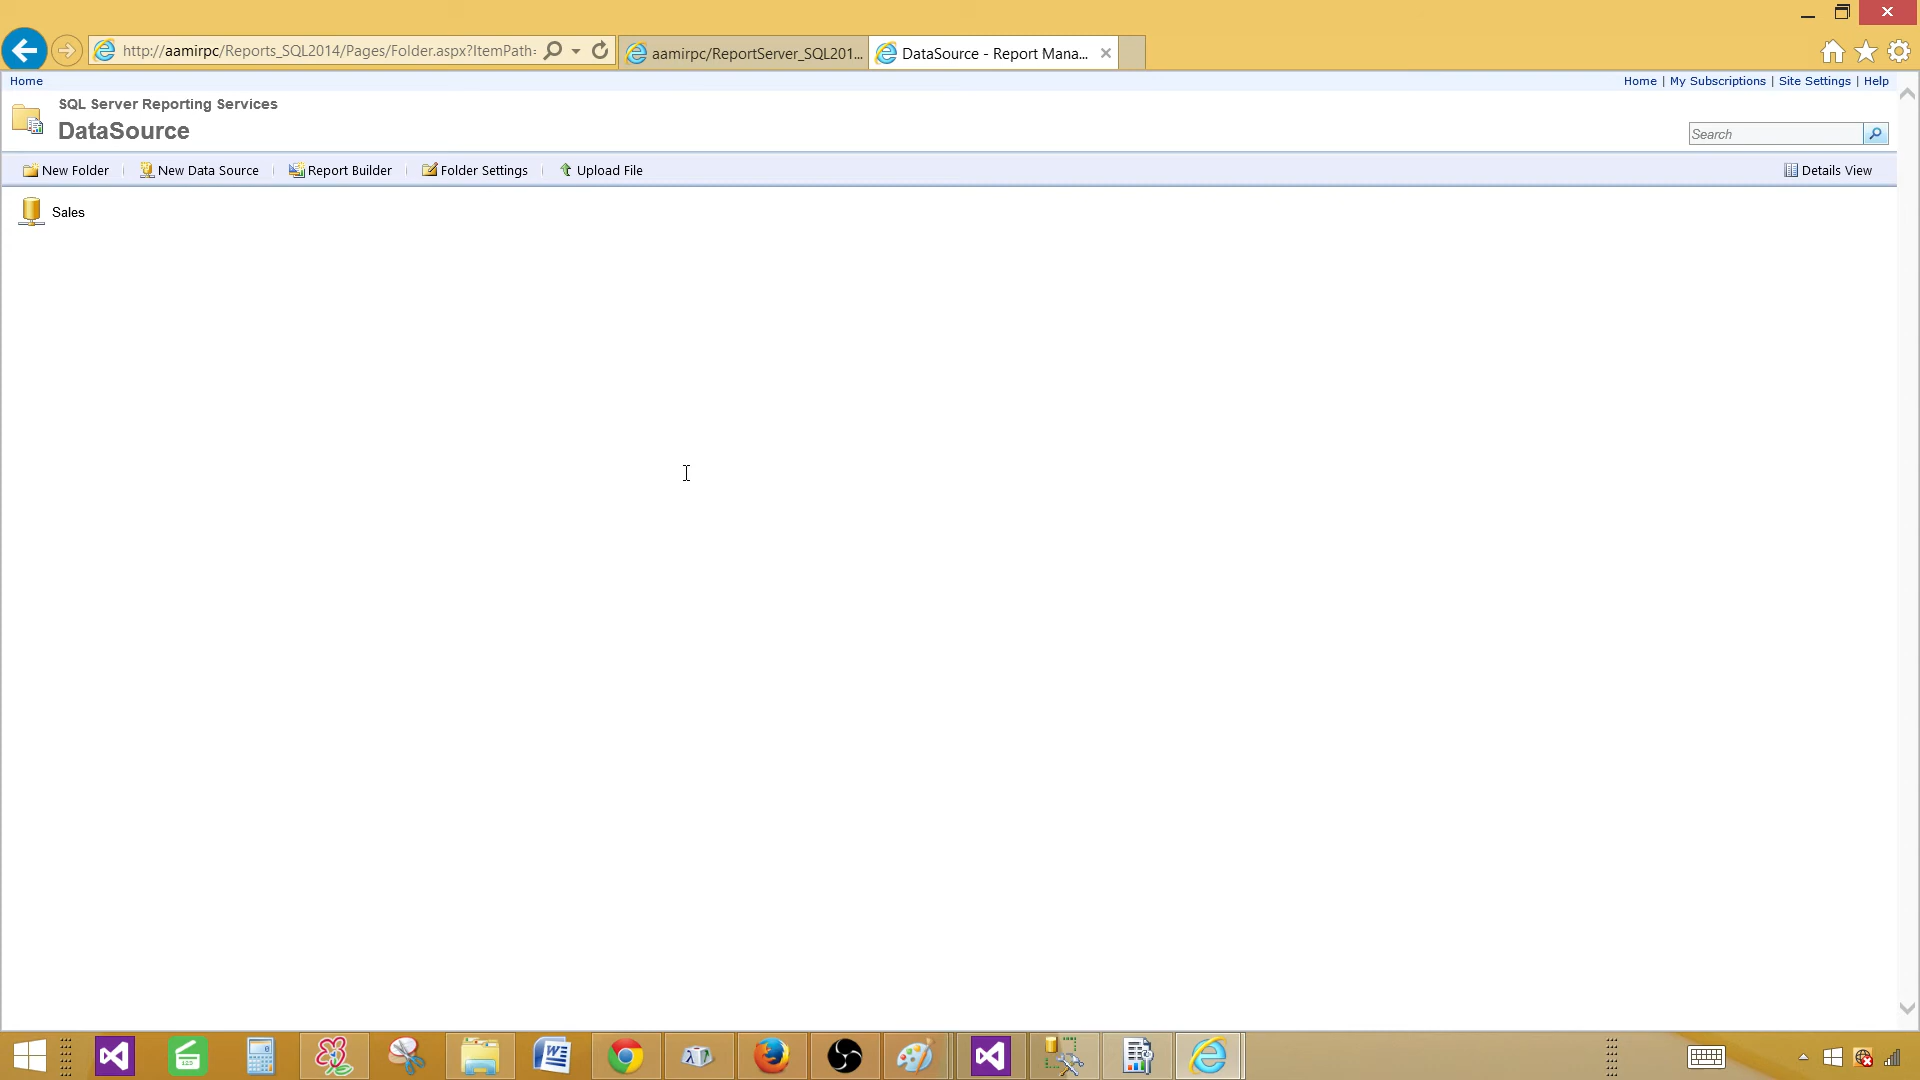 http://aamirpc/Reports_SQL2014/Pages/Folder.aspx?ItemPath=
aamirpc/ReportServer_SQL201...
DataSource - Report Mana...
Home
Home | My Subscriptions | Site Settings | Help
SQL Server Reporting Services
DataSource
Search
New Folder
New Data Source
Report Builder
Folder Settings
Upload File
Details View
Sales